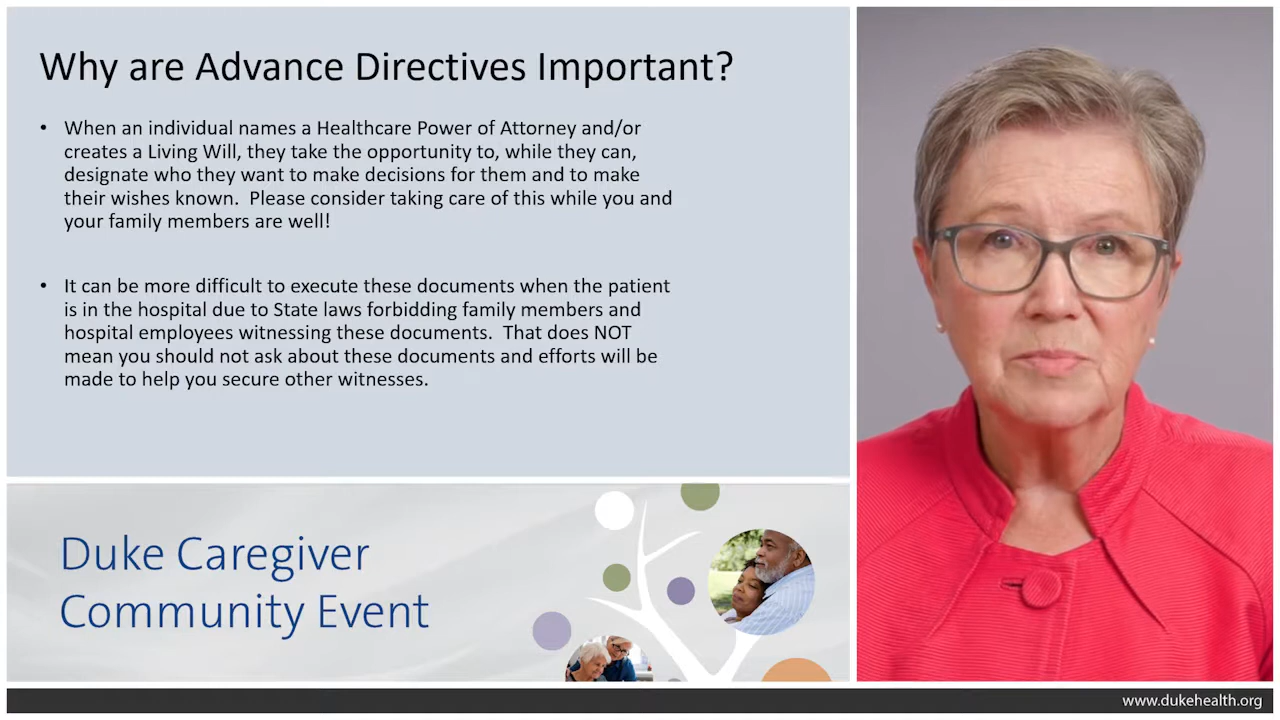 Why are Advance Directives Important?
• When an individual names a Healthcare Power of Attorney and/or
creates a Living Will, they take the opportunity to, while they can,
designate who they want to make decisions for them and to make
their wishes known.  Please consider taking care of this while you and
your family members are well!
• It can be more difficult to execute these documents when the patient
is in the hospital due to State laws forbidding family members and
hospital employees witnessing these documents.  That does NOT
mean you should not ask about these documents and efforts will be
made to help you secure other witnesses.
Duke Caregiver
Community Event
www.dukehealth.org